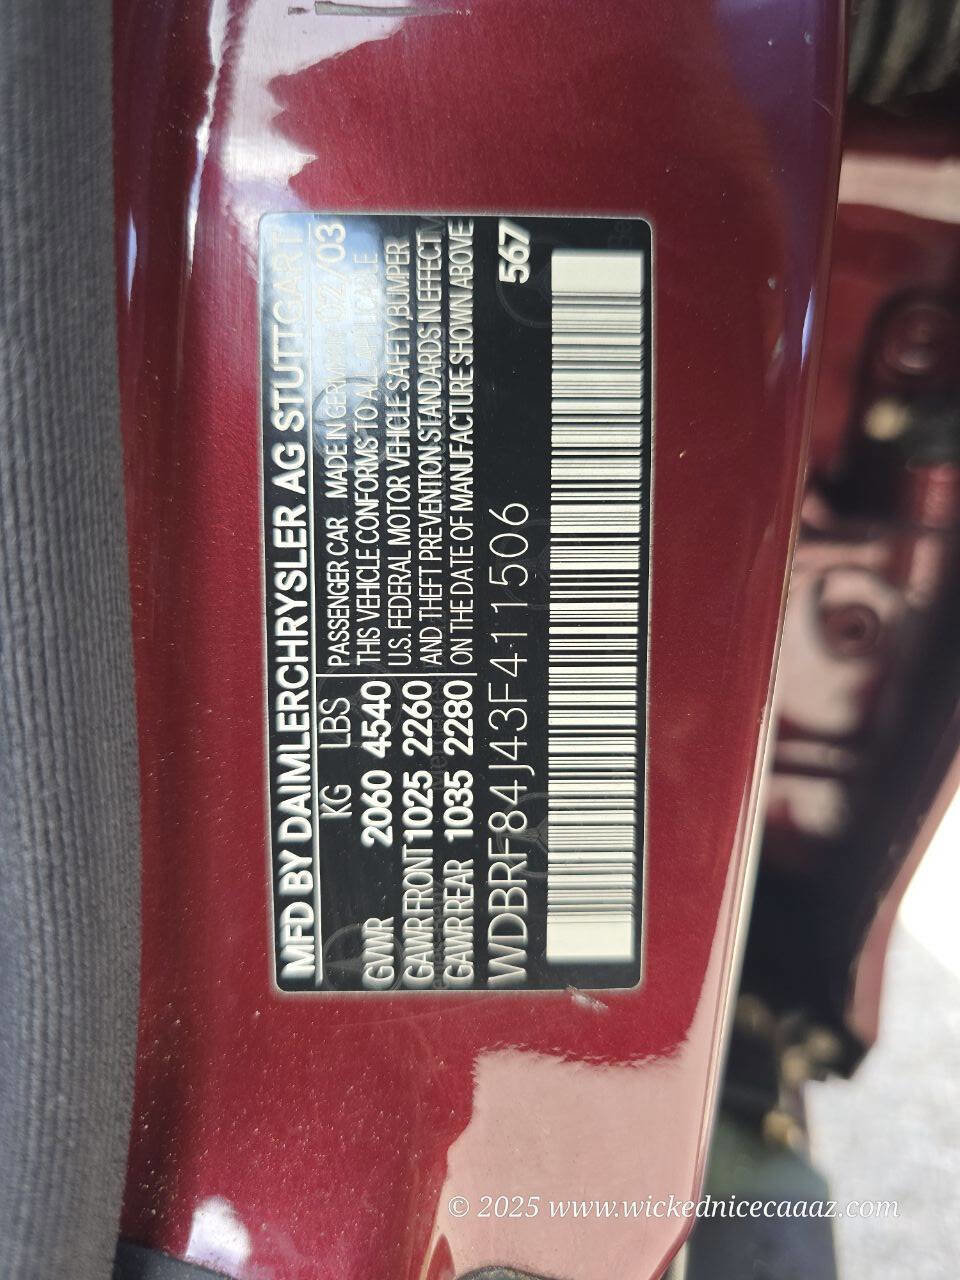 MFD BY DAIMLERCHRYSLER AG STUTTGART
KG LBS
GVWR 2060 4540
GAWR FRONT 1025 2260
GAWR REAR 1035 2280
PASSENGER CAR MADE IN GERMANY 02/03
THIS VEHICLE CONFORMS TO ALL APPLICABLE
U.S. FEDERAL MOTOR VEHICLE SAFETY,BUMPER
AND THEFT PREVENTION STANDARDS IN EFFECT
ON THE DATE OF MANUFACTURE SHOWN ABOVE
WDBRF84J43F411506
567
© 2025 www.wickednicecaaaz.com